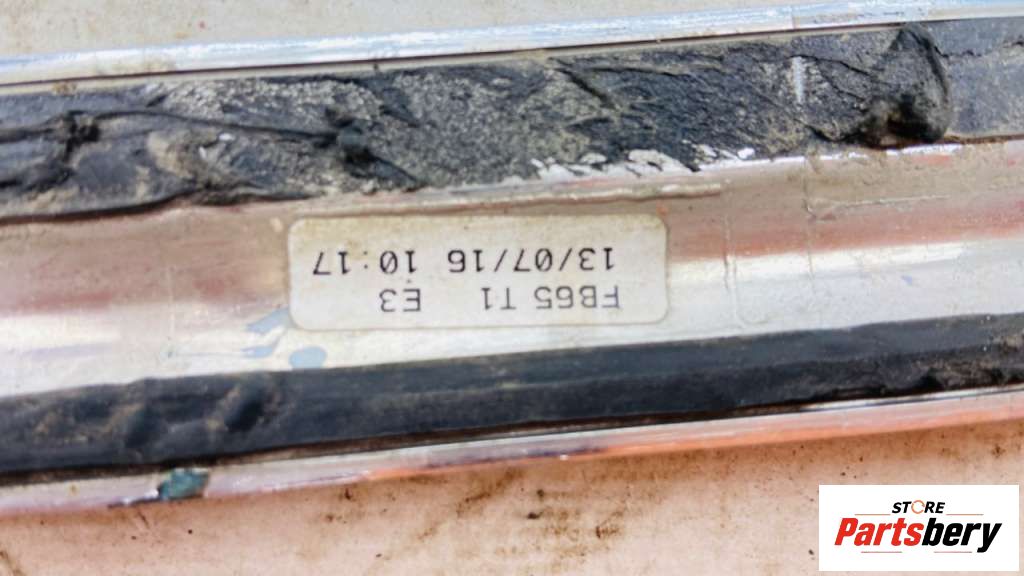 FB65 T1 E3
13/07/16 10:17
STORE
Partsbery